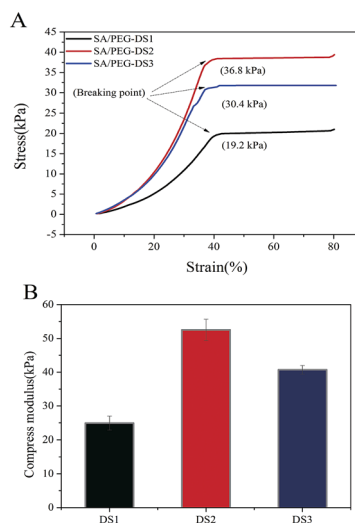 A
SA/PEG-DS1
SA/PEG-DS2
SA/PEG-DS3
(Breaking point)
(36.8 kPa)
(30.4 kPa)
(19.2 kPa)
Stress(kPa)
45
40
35
30
25
20
15
10
5
0
-5
0
20
40
60
80
Strain(%)
B
Compress modulus(kPa)
60
50
40
30
20
10
0
DS1
DS2
DS3